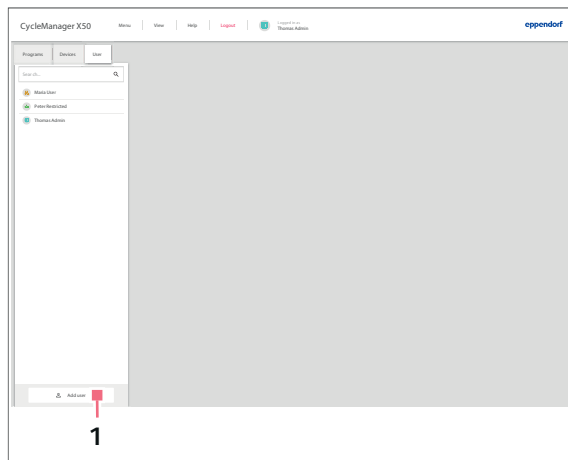 CycleManager X50
Menu
View
Help
Logout
Logged in as
Thomas Admin
eppendorf
Programs
Devices
User
Search...
Maria User
Peter Restricted
Thomas Admin
Add user
1